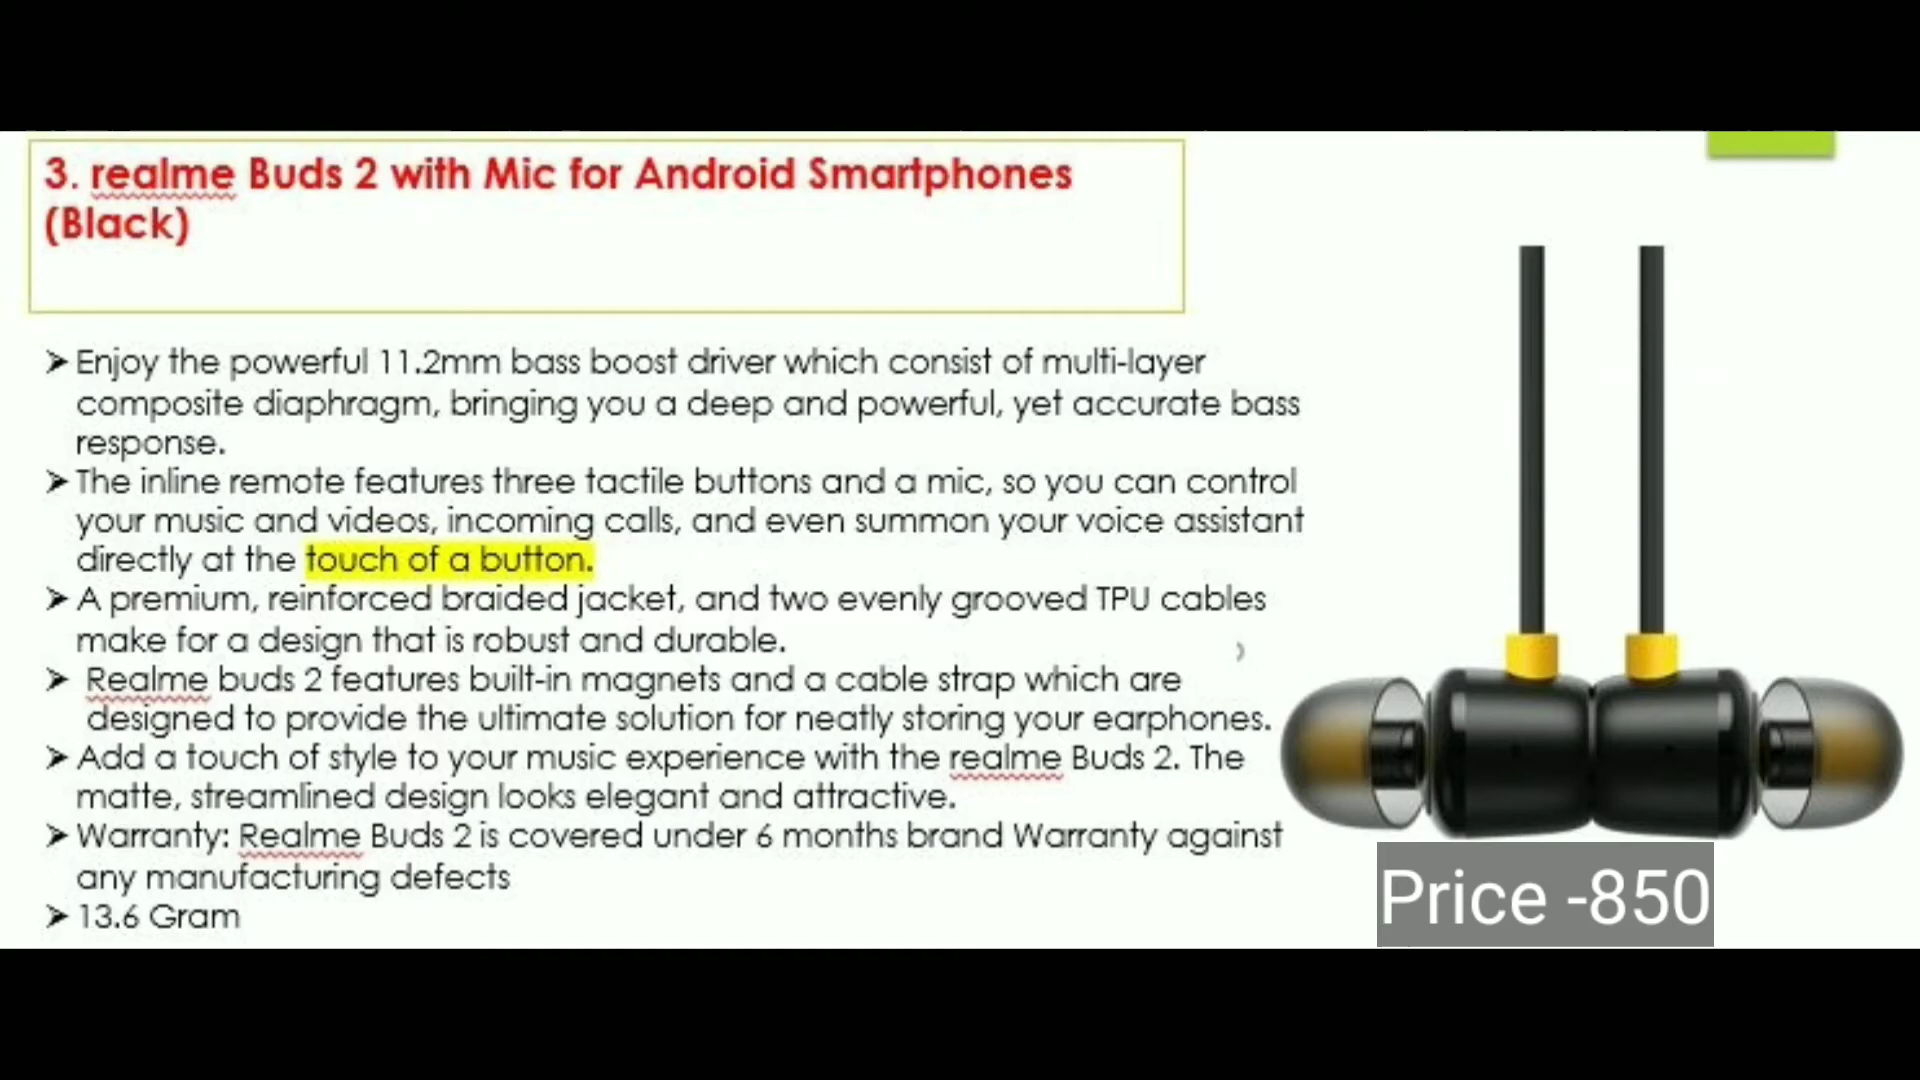 3. realme Buds 2 with Mic for Android Smartphones
(Black)
➤ Enjoy the powerful 11.2mm bass boost driver which consist of multi-layer
composite diaphragm, bringing you a deep and powerful, yet accurate bass
response.
➤ The inline remote features three tactile buttons and a mic, so you can control
your music and videos, incoming calls, and even summon your voice assistant
directly at the touch of a button.
➤ A premium, reinforced braided jacket, and two evenly grooved TPU cables
make for a design that is robust and durable.
➤ Realme buds 2 features built-in magnets and a cable strap which are
designed to provide the ultimate solution for neatly storing your earphones.
➤ Add a touch of style to your music experience with the realme Buds 2. The
matte, streamlined design looks elegant and attractive.
➤ Warranty: Realme Buds 2 is covered under 6 months brand Warranty against
any manufacturing defects
➤ 13.6 Gram
Price -850